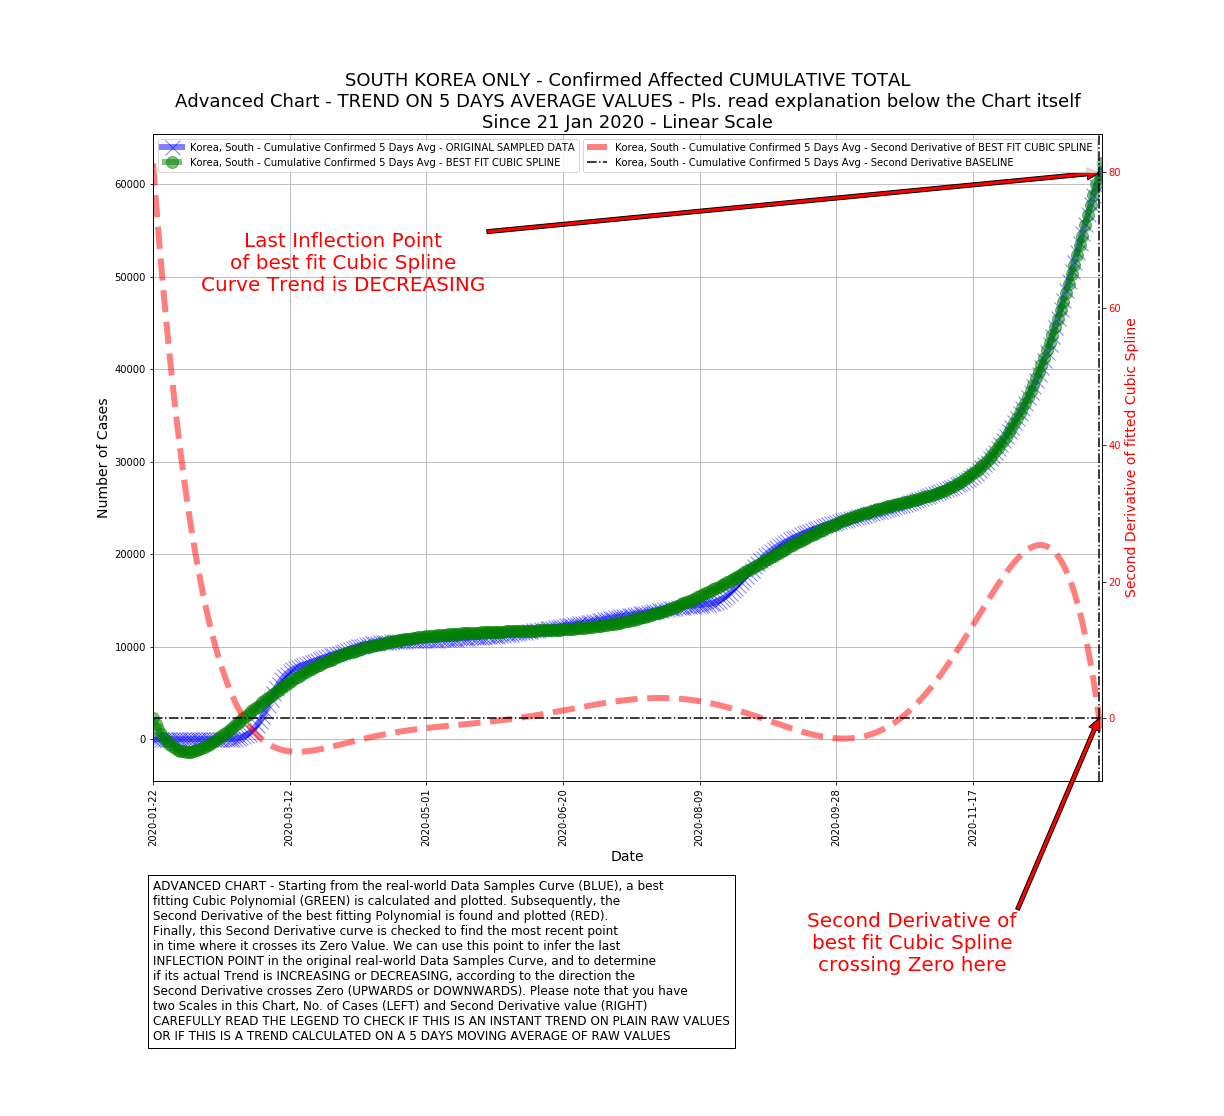 SOUTH KOREA ONLY - Confirmed Affected CUMULATIVE TOTAL
Advanced Chart - TREND ON 5 DAYS AVERAGE VALUES - Pls. read explanation below the Chart itself
Since 21 Jan 2020 - Linear Scale
Korea, South - Cumulative Confirmed 5 Days Avg - ORIGINAL SAMPLED DATA
Korea, South - Cumulative Confirmed 5 Days Avg - BEST FIT CUBIC SPLINE
Korea, South - Cumulative Confirmed 5 Days Avg - Second Derivative of BEST FIT CUBIC SPLINE
Korea, South - Cumulative Confirmed 5 Days Avg - Second Derivative BASELINE
Last Inflection Point
of best fit Cubic Spline
Curve Trend is DECREASING
Number of Cases
60000
50000
40000
30000
20000
10000
0
80
60
40
20
0
Second Derivative of fitted Cubic Spline
2020-01-22
2020-03-12
2020-05-01
2020-06-20
2020-08-09
2020-09-28
2020-11-17
Date
ADVANCED CHART - Starting from the real-world Data Samples Curve (BLUE), a best
fitting Cubic Polynomial (GREEN) is calculated and plotted. Subsequently, the
Second Derivative of the best fitting Polynomial is found and plotted (RED).
Finally, this Second Derivative curve is checked to find the most recent point
in time where it crosses its Zero Value. We can use this point to infer the last
INFLECTION POINT in the original real-world Data Samples Curve, and to determine
if its actual Trend is INCREASING or DECREASING, according to the direction the
Second Derivative crosses Zero (UPWARDS or DOWNWARDS). Please note that you have
two Scales in this Chart, No. of Cases (LEFT) and Second Derivative value (RIGHT)
CAREFULLY READ THE LEGEND TO CHECK IF THIS IS AN INSTANT TREND ON PLAIN RAW VALUES
OR IF THIS IS A TREND CALCULATED ON A 5 DAYS MOVING AVERAGE OF RAW VALUES
Second Derivative of
best fit Cubic Spline
crossing Zero here